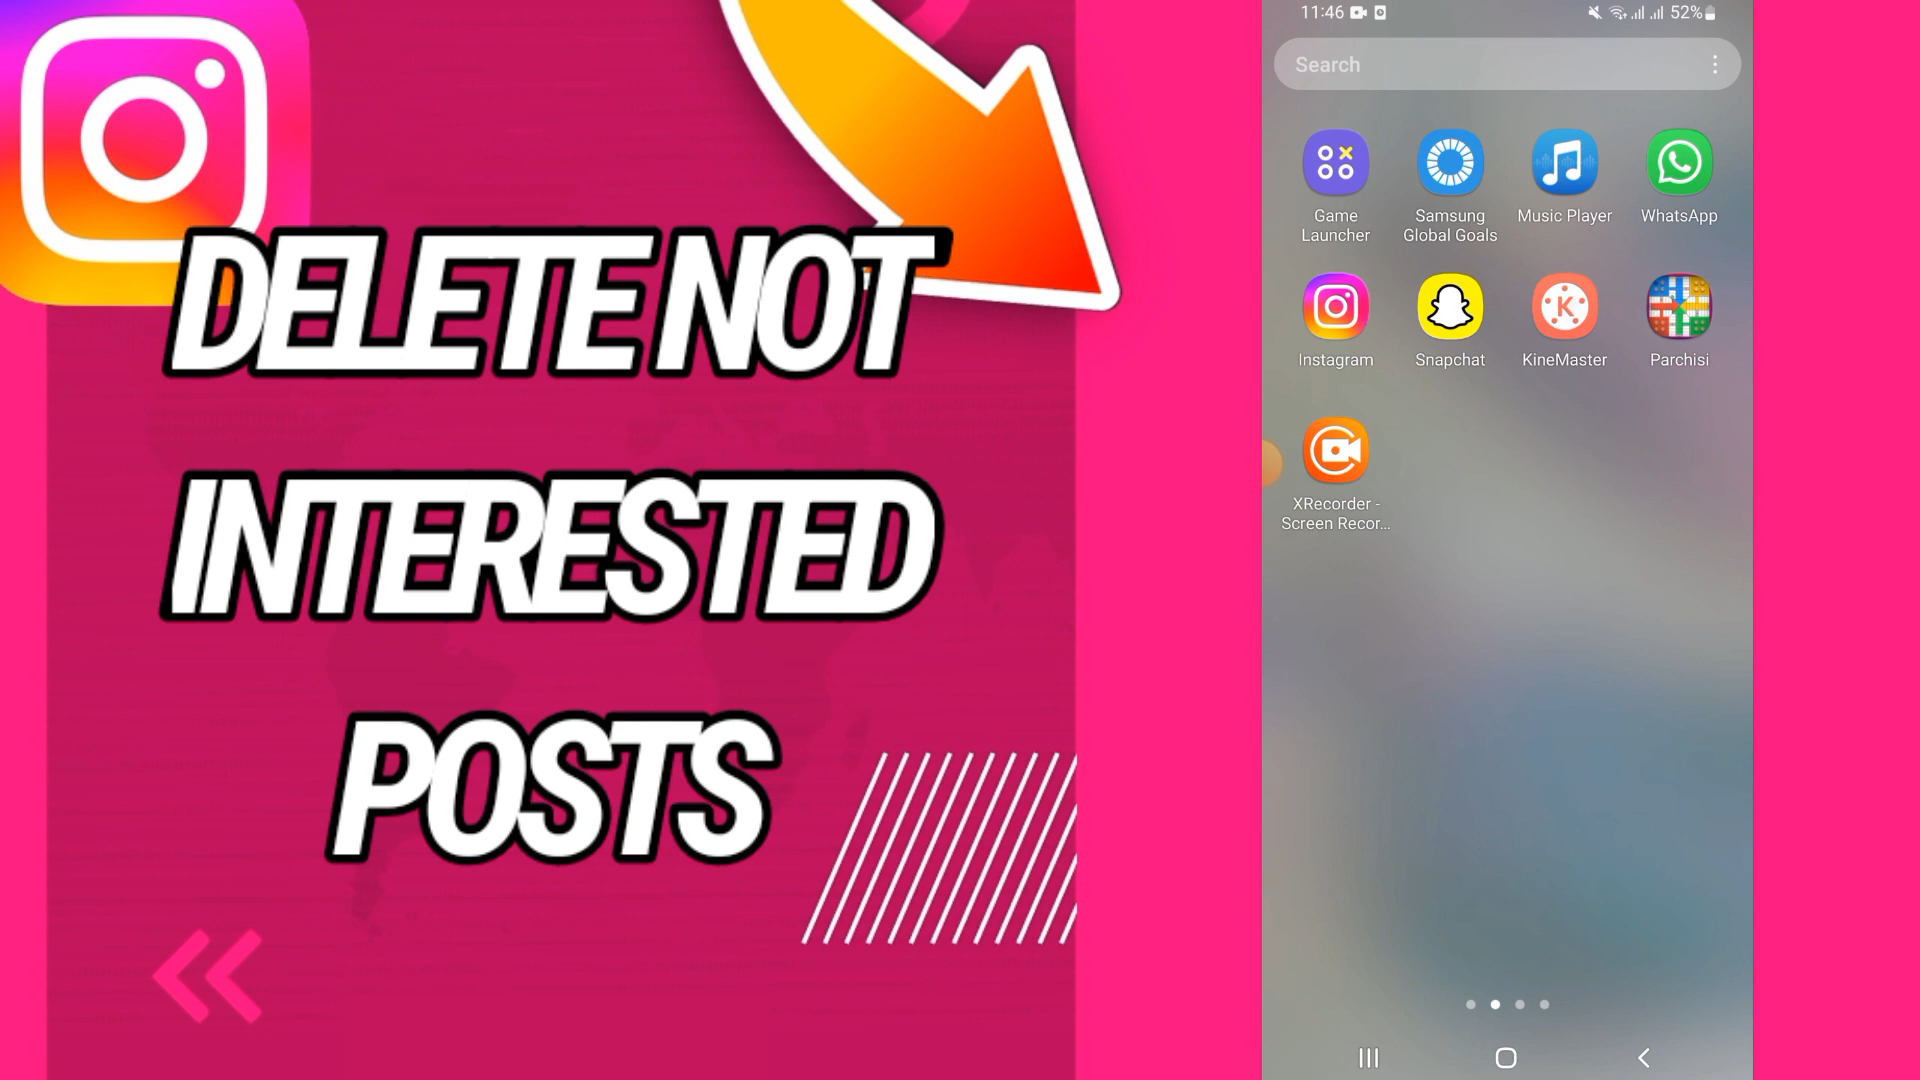 DELETE NOT
INTERESTED
POSTS
11:46
52%
Search
Game
Launcher
Samsung
Global Goals
Music Player
WhatsApp
Instagram
Snapchat
KineMaster
Parchisi
XRecorder -
Screen Recor...